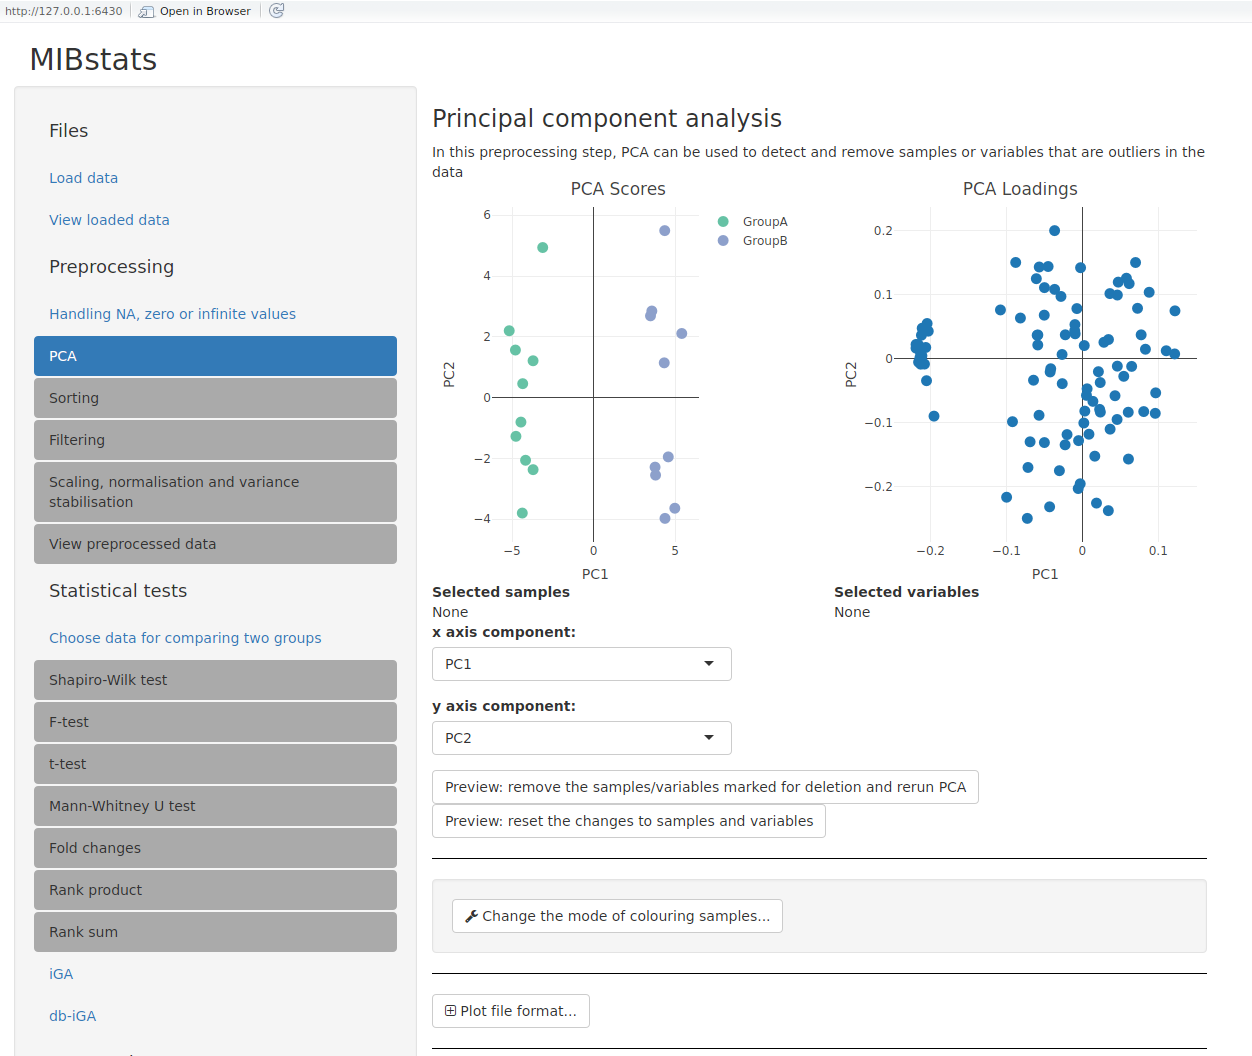 http://127.0.0.1:6430 Open in Browser
MIBstats
Files
Load data
View loaded data
Preprocessing
Handling NA, zero or infinite values
PCA
Sorting
Filtering
Scaling, normalisation and variance
stabilisation
View preprocessed data
Statistical tests
Choose data for comparing two groups
Shapiro-Wilk test
F-test
t-test
Mann-Whitney U test
Fold changes
Rank product
Rank sum
iGA
db-iGA
Principal component analysis
In this preprocessing step, PCA can be used to detect and remove samples or variables that are outliers in the
data
PCA Scores
6
4
2
0
−2
−4
PC2
−5 0 5
PC1
GroupA
GroupB
PCA Loadings
0.2
0.1
0
−0.1
−0.2
PC2
−0.2 −0.1 0 0.1
PC1
Selected samples
None
Selected variables
None
x axis component:
PC1
y axis component:
PC2
Preview: remove the samples/variables marked for deletion and rerun PCA
Preview: reset the changes to samples and variables
Change the mode of colouring samples...
Plot file format...